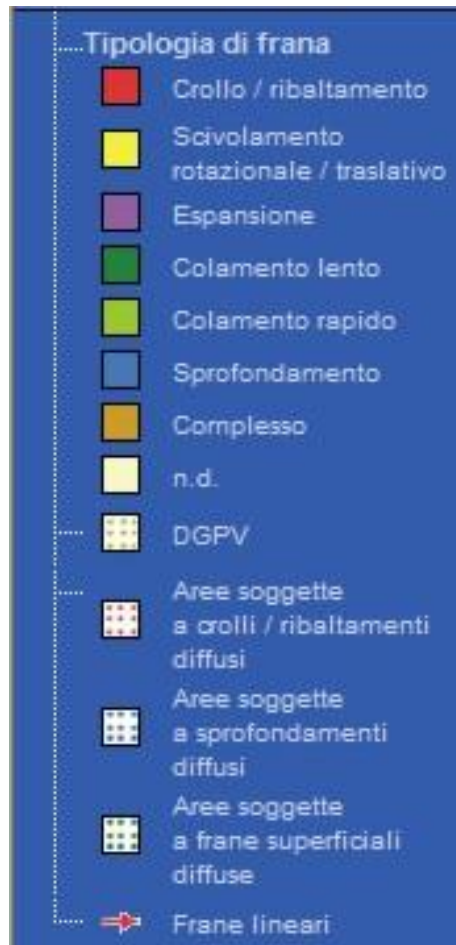 Tipologia di frana
Crollo / ribaltamento
Scivolamento
rotazionale / traslativo
Espansione
Colamento lento
Colamento rapido
Sprofondamento
Complesso
n.d.
DGPV
Aree soggette
a crolli / ribaltamenti
diffusi
Aree soggette
a sprofondamenti
diffusi
Aree soggette
a frane superficiali
diffuse
Frane lineari